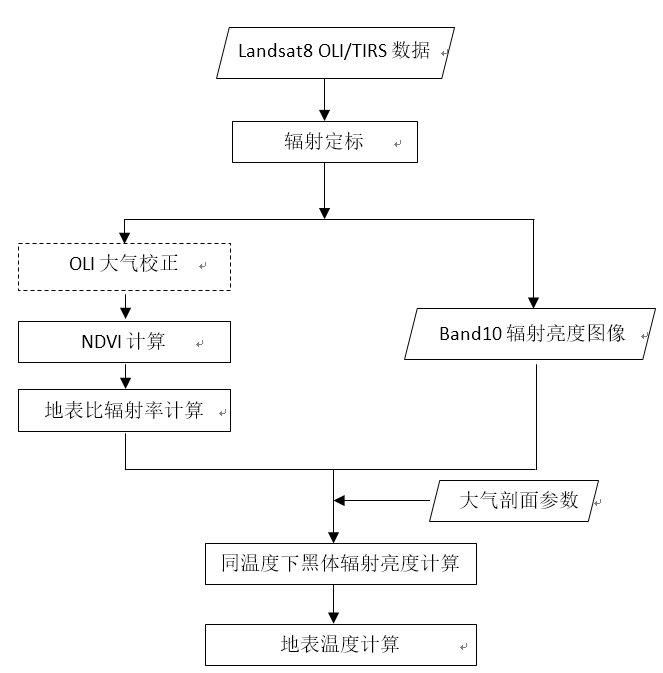 Landsat8 OLI/TIRS 数据
辐射定标
OLI 大气校正
NDVI 计算
Band10 辐射亮度图像
地表比辐射率计算
大气剖面参数
同温度下黑体辐射亮度计算
地表温度计算